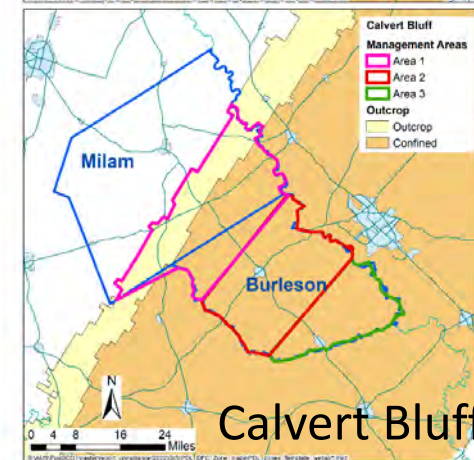 Calvert Bluff
Management Areas
Area 1
Area 2
Area 3
Outcrop
Outcrop
Confined
Milam
Burleson
N
0 4 8 16 24
Miles
Calvert Bluff